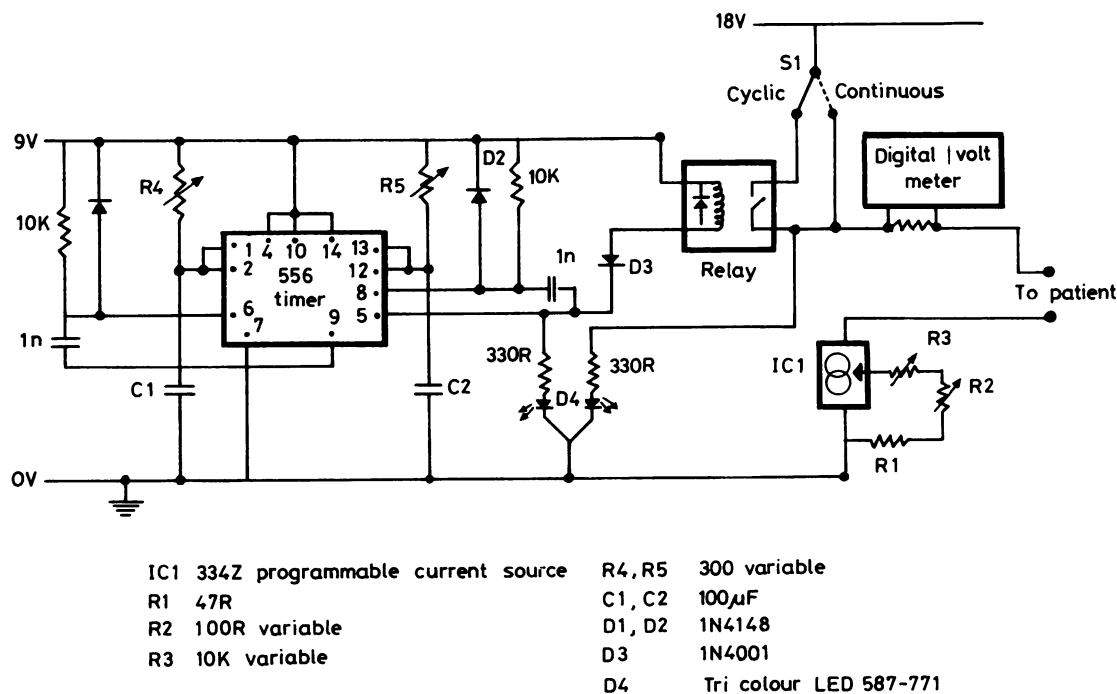 18V
S1
Cyclic
Continuous
9V
D2
Digital volt
meter
R4
R5
10K
10K
1 4 10 14 13
2 12
556
timer
8
6 7 9 5
1n
D3
Relay
To patient
1n
330R
330R
IC1
R3
C1
C2
D4
R2
R1
0V
IC1 334Z programmable current source
R1 47R
R2 100R variable
R3 10K variable
R4, R5 300 variable
C1, C2 100µF
D1, D2 1N4148
D3 1N4001
D4 Tri colour LED 587-771